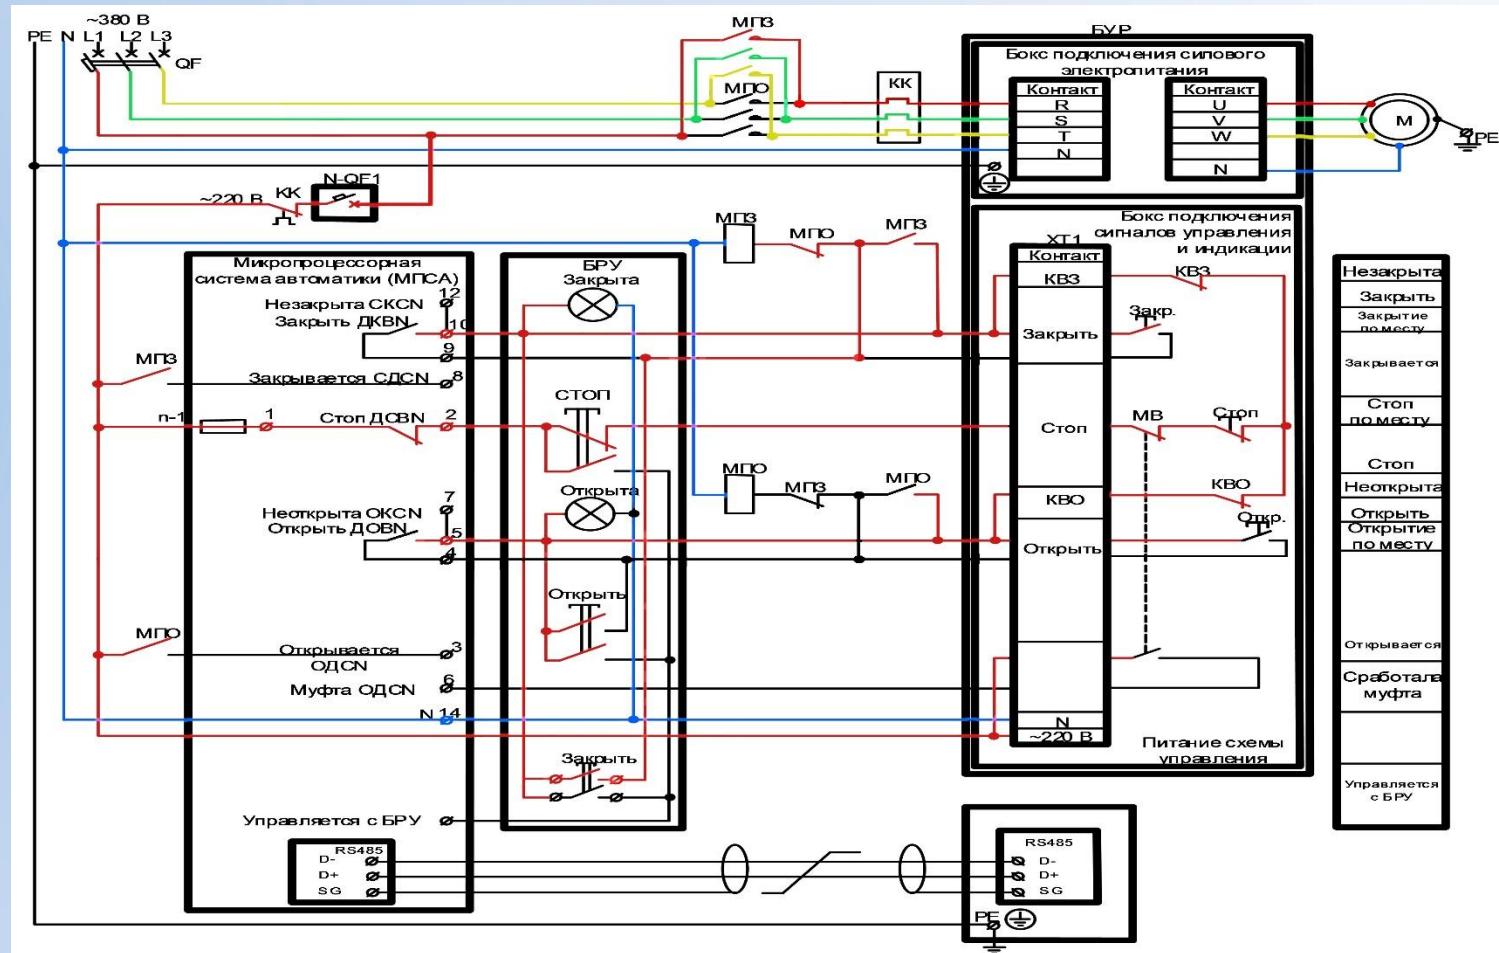 ~380 В
PE N L1 L2 L3
QF
МПЗ
МПО
КК
БУР
Бокс подключения силового
электропитания
Контакт
R
S
T
N
Контакт
U
V
W
N
М
PE
~220 В
КК
N-QF1
МПЗ
МПО
МПЗ
Бокс подключения
сигналов управления
и индикации
XT1
Контакт
КВЗ
Закрыть
Стоп
КВО
Открыть
N
~220 В
КВЗ
Закр.
МВ
Стоп
КВО
Откр.
Питание схемы
управления
Микропроцессорная
система автоматики (МПСА)
Незакрыта СКСN 12
Закрыть ДКВN 10
9
МПЗ
Закрывается СДСN 8
n-1
1
Стоп ДСВN 2
7
Неоткрыта ОКСN
Открыть ДОВN 5
4
МПО
Открывается 3
ОДСN
Муфта ОДСN 6
N 14
Управляется с БРУ
БРУ
Закрыта
СТОП
Открыта
Открыть
Закрыть
МПО
МПЗ
МПО
Незакрыта
Закрыть
Закрытие
по месту
Закрывается
Стоп
по месту
Стоп
Неоткрыта
Открыть
Открытие
по месту
Открывается
Сработала
муфта
Управляется
с БРУ
RS485
D-
D+
SG
RS485
D-
D+
SG
PE